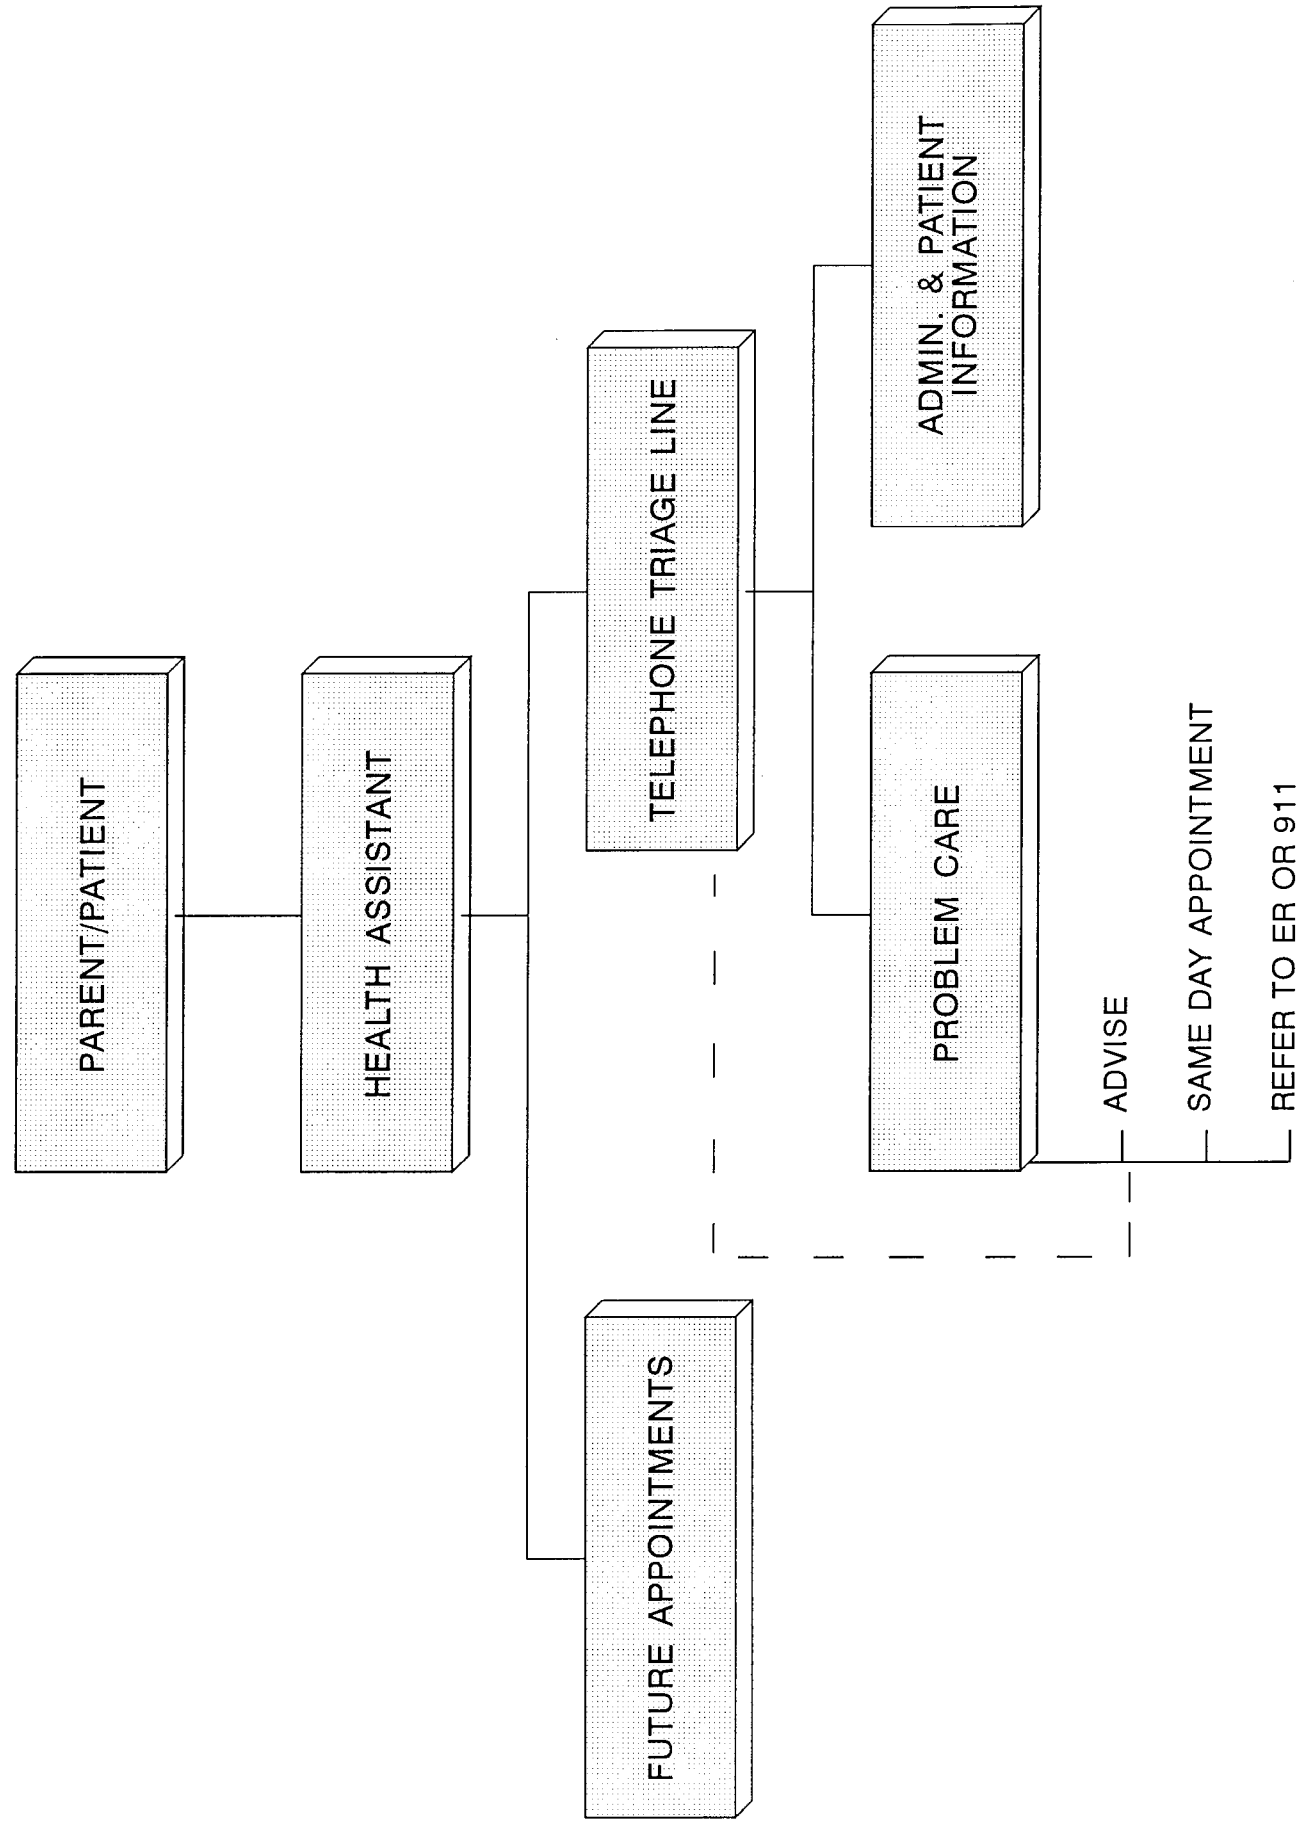 PARENT/PATIENT
HEALTH ASSISTANT
FUTURE APPOINTMENTS
TELEPHONE TRIAGE LINE
PROBLEM CARE
ADMIN. & PATIENT
INFORMATION
ADVISE
SAME DAY APPOINTMENT
REFER TO ER OR 911